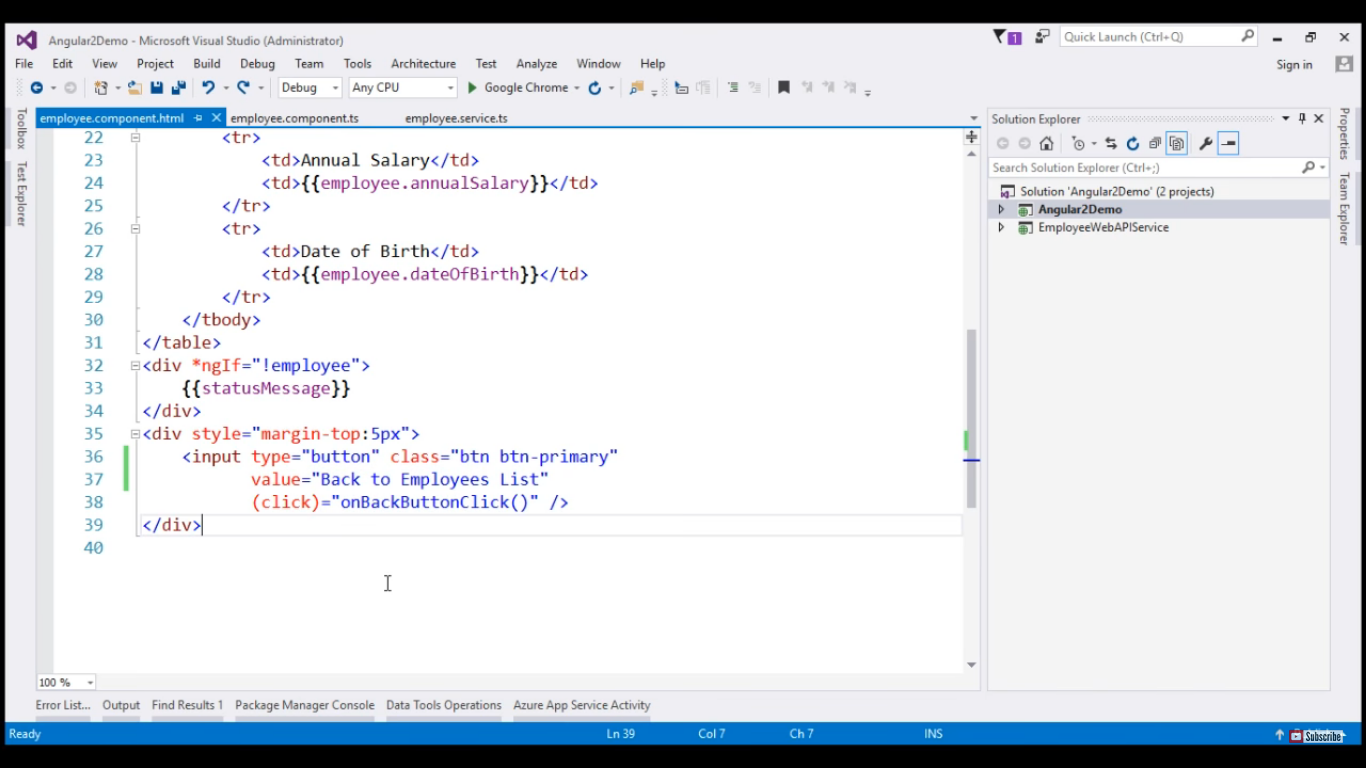 Angular2Demo - Microsoft Visual Studio (Administrator)
1
Quick Launch (Ctrl+Q)
File Edit View Project Build Debug Team Tools Architecture Test Analyze Window Help
Sign in
Debug Any CPU Google Chrome
Toolbox
Test Explorer
employee.component.html employee.component.ts employee.service.ts
22 <tr>
23 <td>Annual Salary</td>
24 <td>{{employee.annualSalary}}</td>
25 </tr>
26 <tr>
27 <td>Date of Birth</td>
28 <td>{{employee.dateOfBirth}}</td>
29 </tr>
30 </tbody>
31 </table>
32 <div *ngIf="!employee">
33 {{statusMessage}}
34 </div>
35 <div style="margin-top:5px">
36 <input type="button" class="btn btn-primary"
37 value="Back to Employees List"
38 (click)="onBackButtonClick()" />
39 </div>
40
100 %
Solution Explorer
Search Solution Explorer (Ctrl+;)
Solution 'Angular2Demo' (2 projects)
Angular2Demo
EmployeeWebAPIService
Properties
Team Explorer
Error List... Output Find Results 1 Package Manager Console Data Tools Operations Azure App Service Activity
Ready Ln 39 Col 7 Ch 7 INS
Subscribe